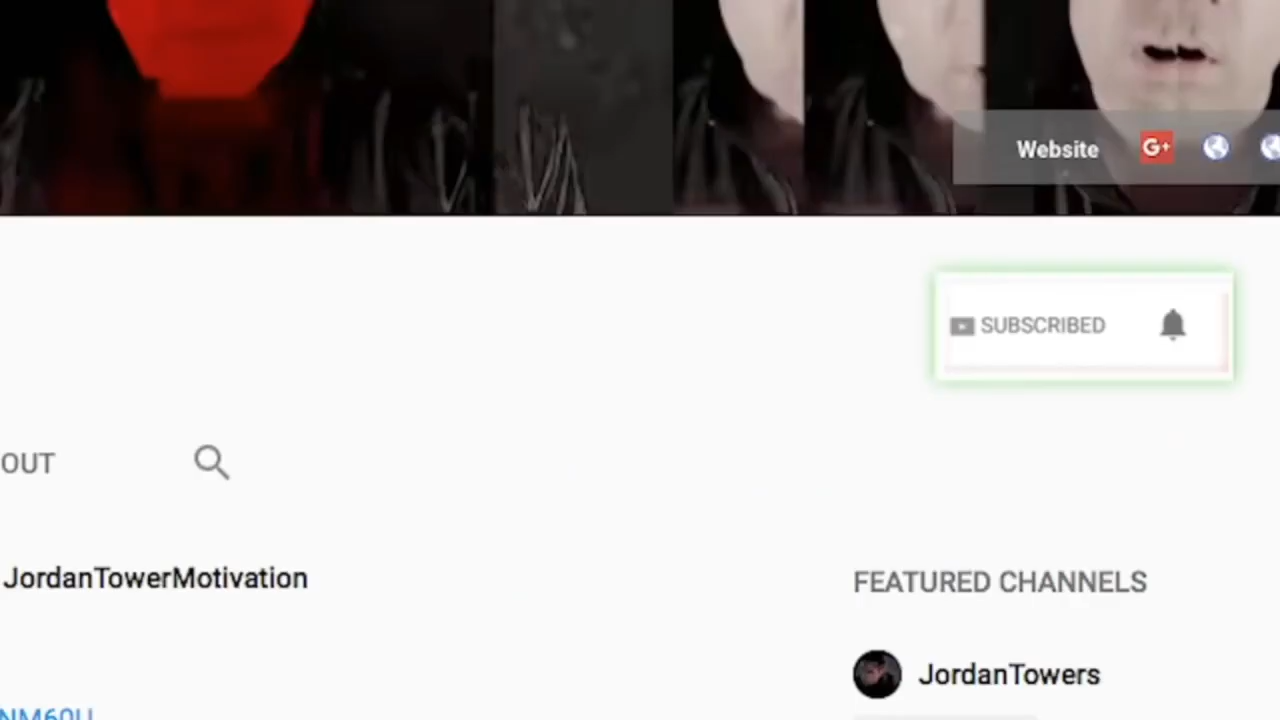 Website G+
SUBSCRIBED
OUT
JordanTowerMotivation
FEATURED CHANNELS
JordanTowers